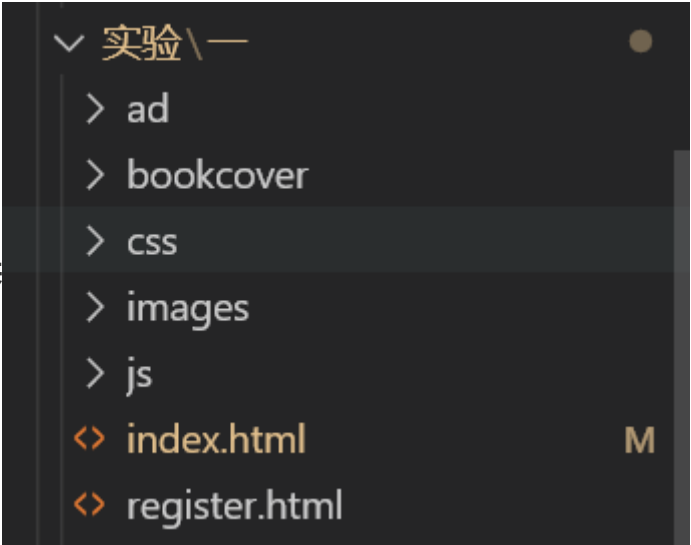 实验\一
ad
bookcover
css
images
js
index.html M
register.html